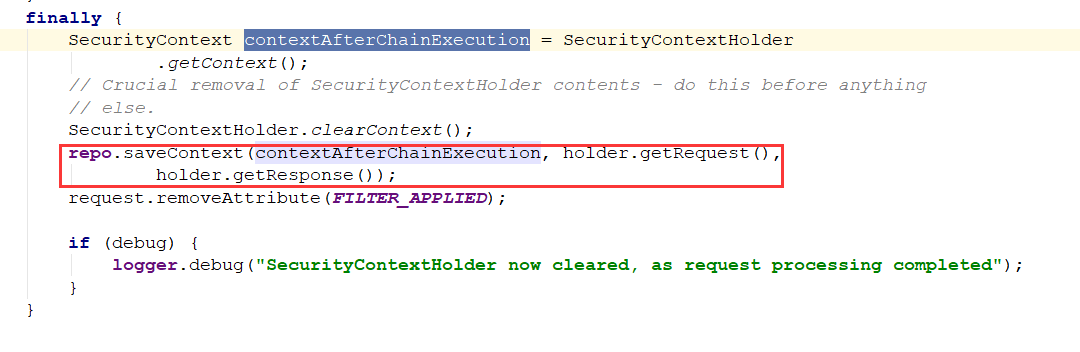 finally {
SecurityContext contextAfterChainExecution = SecurityContextHolder
.getContext();
// Crucial removal of SecurityContextHolder contents - do this before anything
// else.
SecurityContextHolder.clearContext();
repo.saveContext(contextAfterChainExecution, holder.getRequest(),
holder.getResponse());
request.removeAttribute(FILTER_APPLIED);
if (debug) {
logger.debug("SecurityContextHolder now cleared, as request processing completed");
}
}